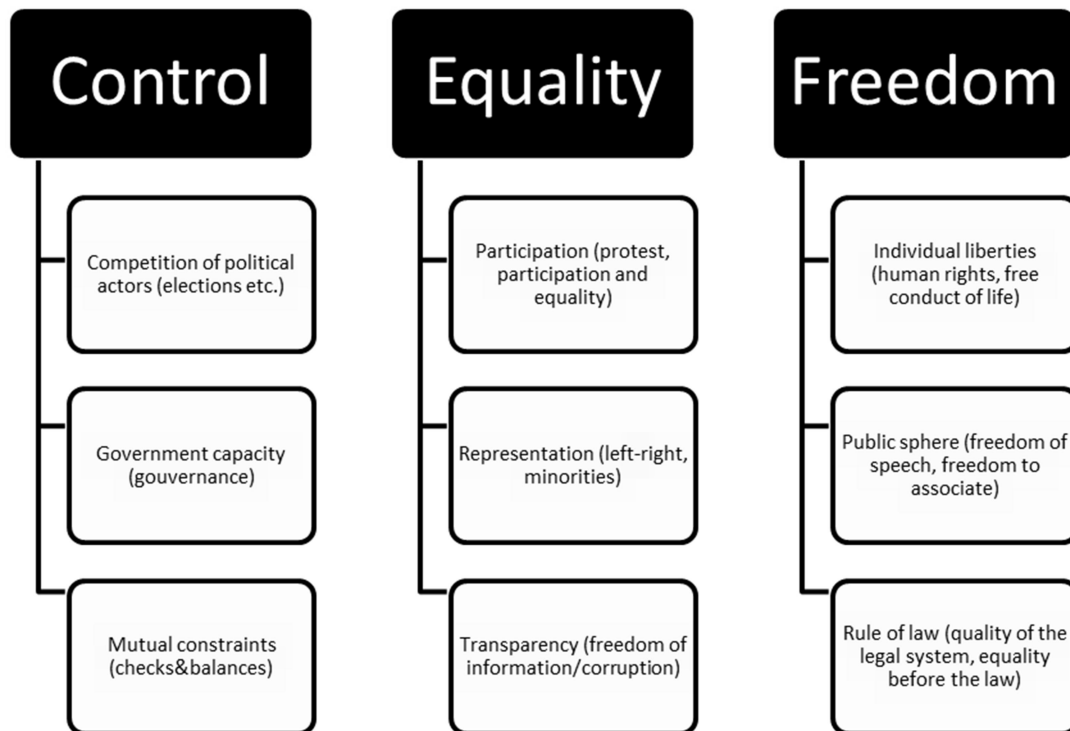 Control
Competition of political
actors (elections etc.)
Government capacity
(gouvernance)
Mutual constraints
(checks&balances)
Equality
Participation (protest,
participation and
equality)
Representation (left-right,
minorities)
Transparency (freedom of
information/corruption)
Freedom
Individual liberties
(human rights, free
conduct of life)
Public sphere (freedom of
speech, freedom to
associate)
Rule of law (quality of the
legal system, equality
before the law)